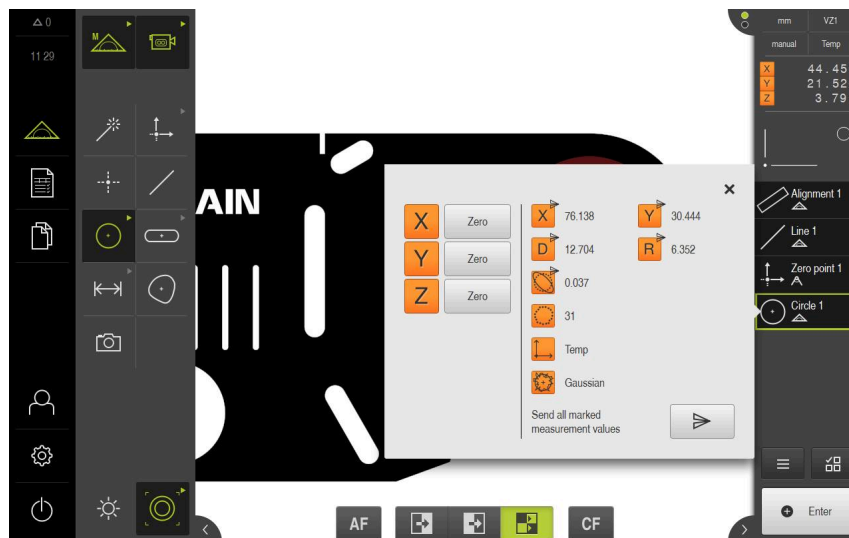 0
11 29
M
AIN
X
Zero
Y
Zero
Z
Zero
X
76.138
Y
30.444
D
12.704
R
6.352
0.037
31
Temp
Gaussian
Send all marked
measurement values
AF
CF
mm
VZ1
manual
Temp
X
44.45
Y
21.52
Z
3.79
Alignment 1
Line 1
Zero point 1
Circle 1
Enter